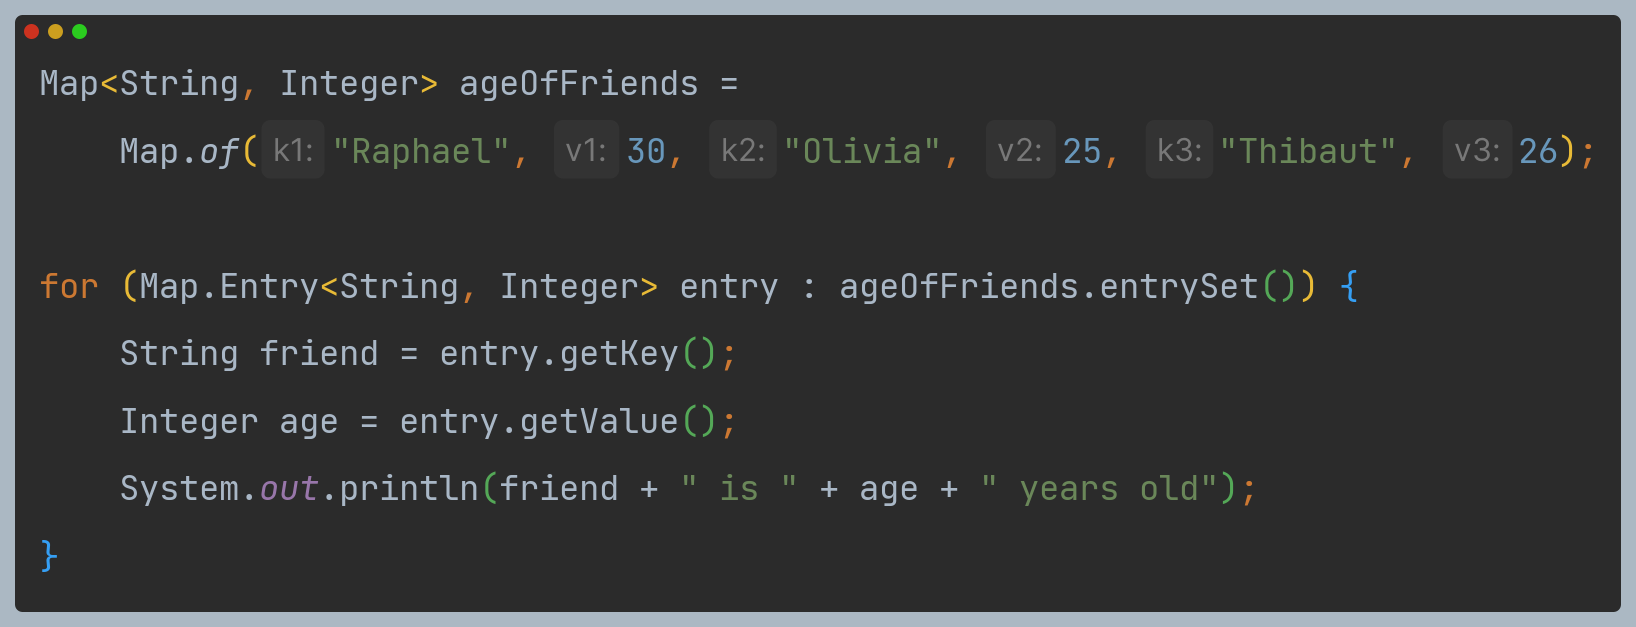 Map<String, Integer> ageOfFriends =
    Map.of(k1: "Raphael", v1: 30, k2: "Olivia", v2: 25, k3: "Thibaut", v3: 26);
for (Map.Entry<String, Integer> entry : ageOfFriends.entrySet()) {
    String friend = entry.getKey();
    Integer age = entry.getValue();
    System.out.println(friend + " is " + age + " years old");
}